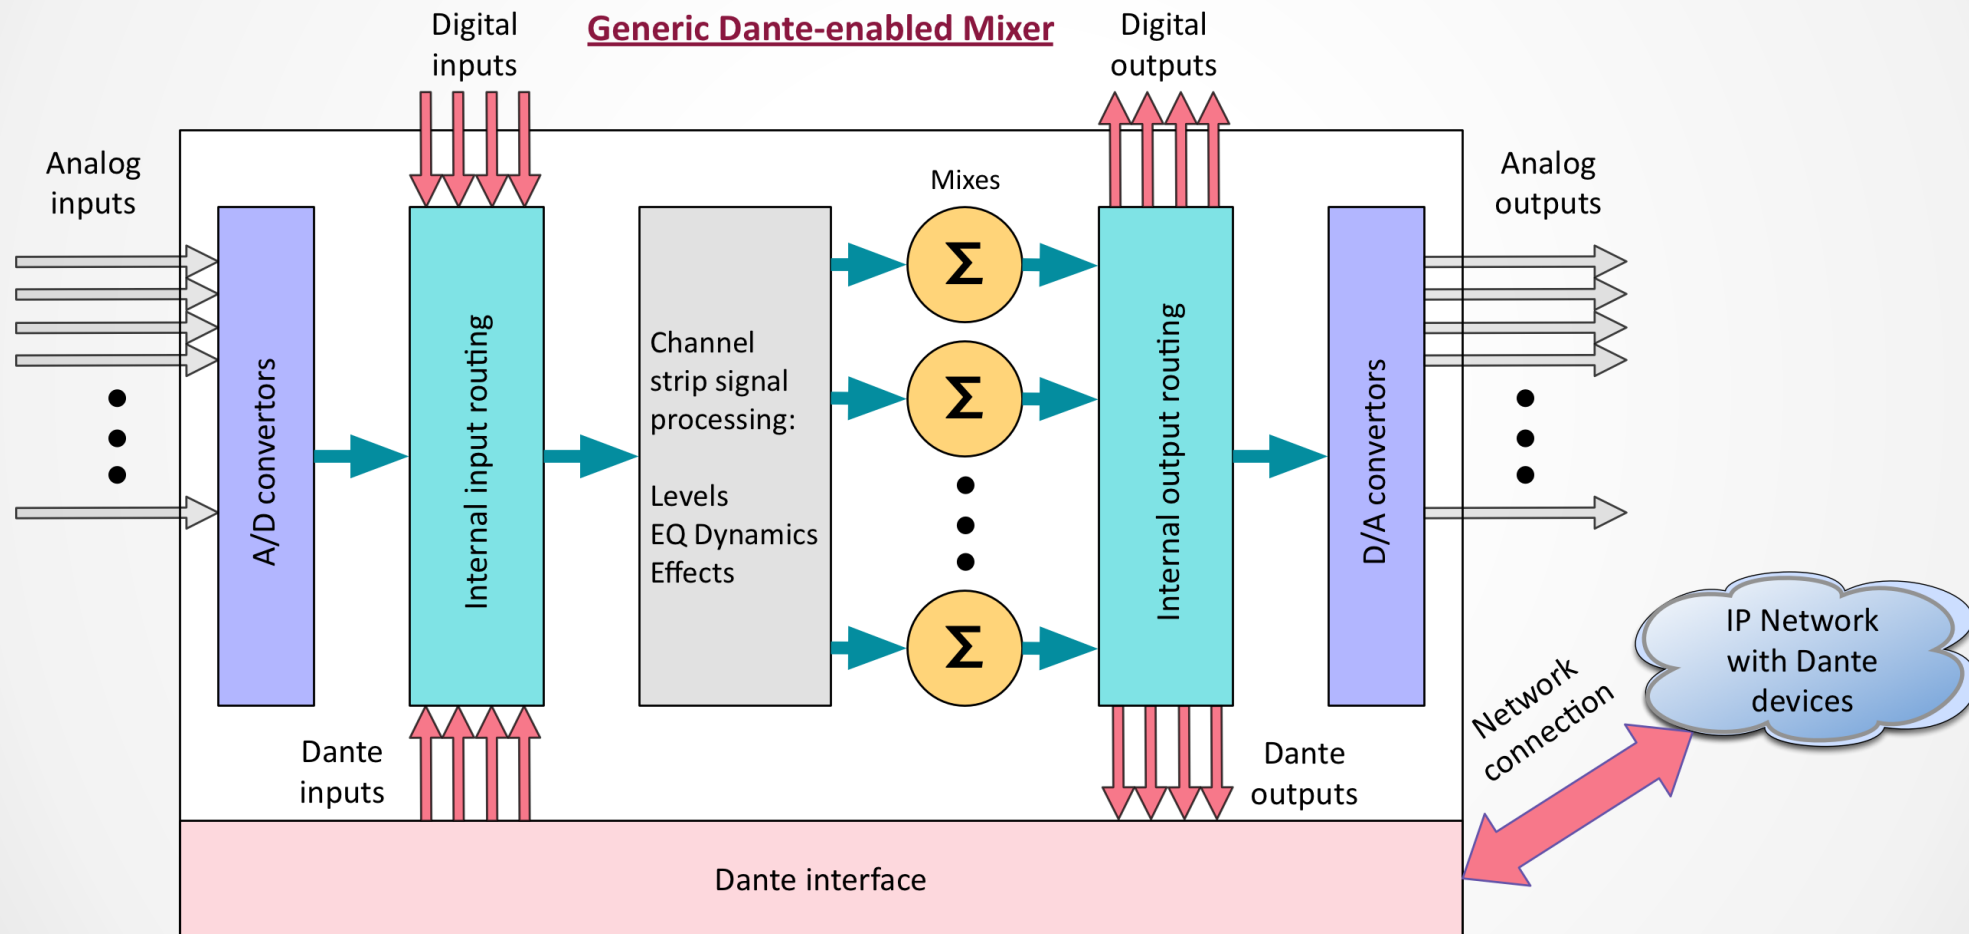 Generic Dante-enabled Mixer
Digital
inputs
Digital
outputs
Analog
inputs
Mixes
Analog
outputs
A/D convertors
Internal input routing
Channel
strip signal
processing:
Levels
EQ Dynamics
Effects
Σ
Σ
Σ
Internal output routing
D/A convertors
IP Network
with Dante
devices
Network
connection
Dante
inputs
Dante
outputs
Dante interface